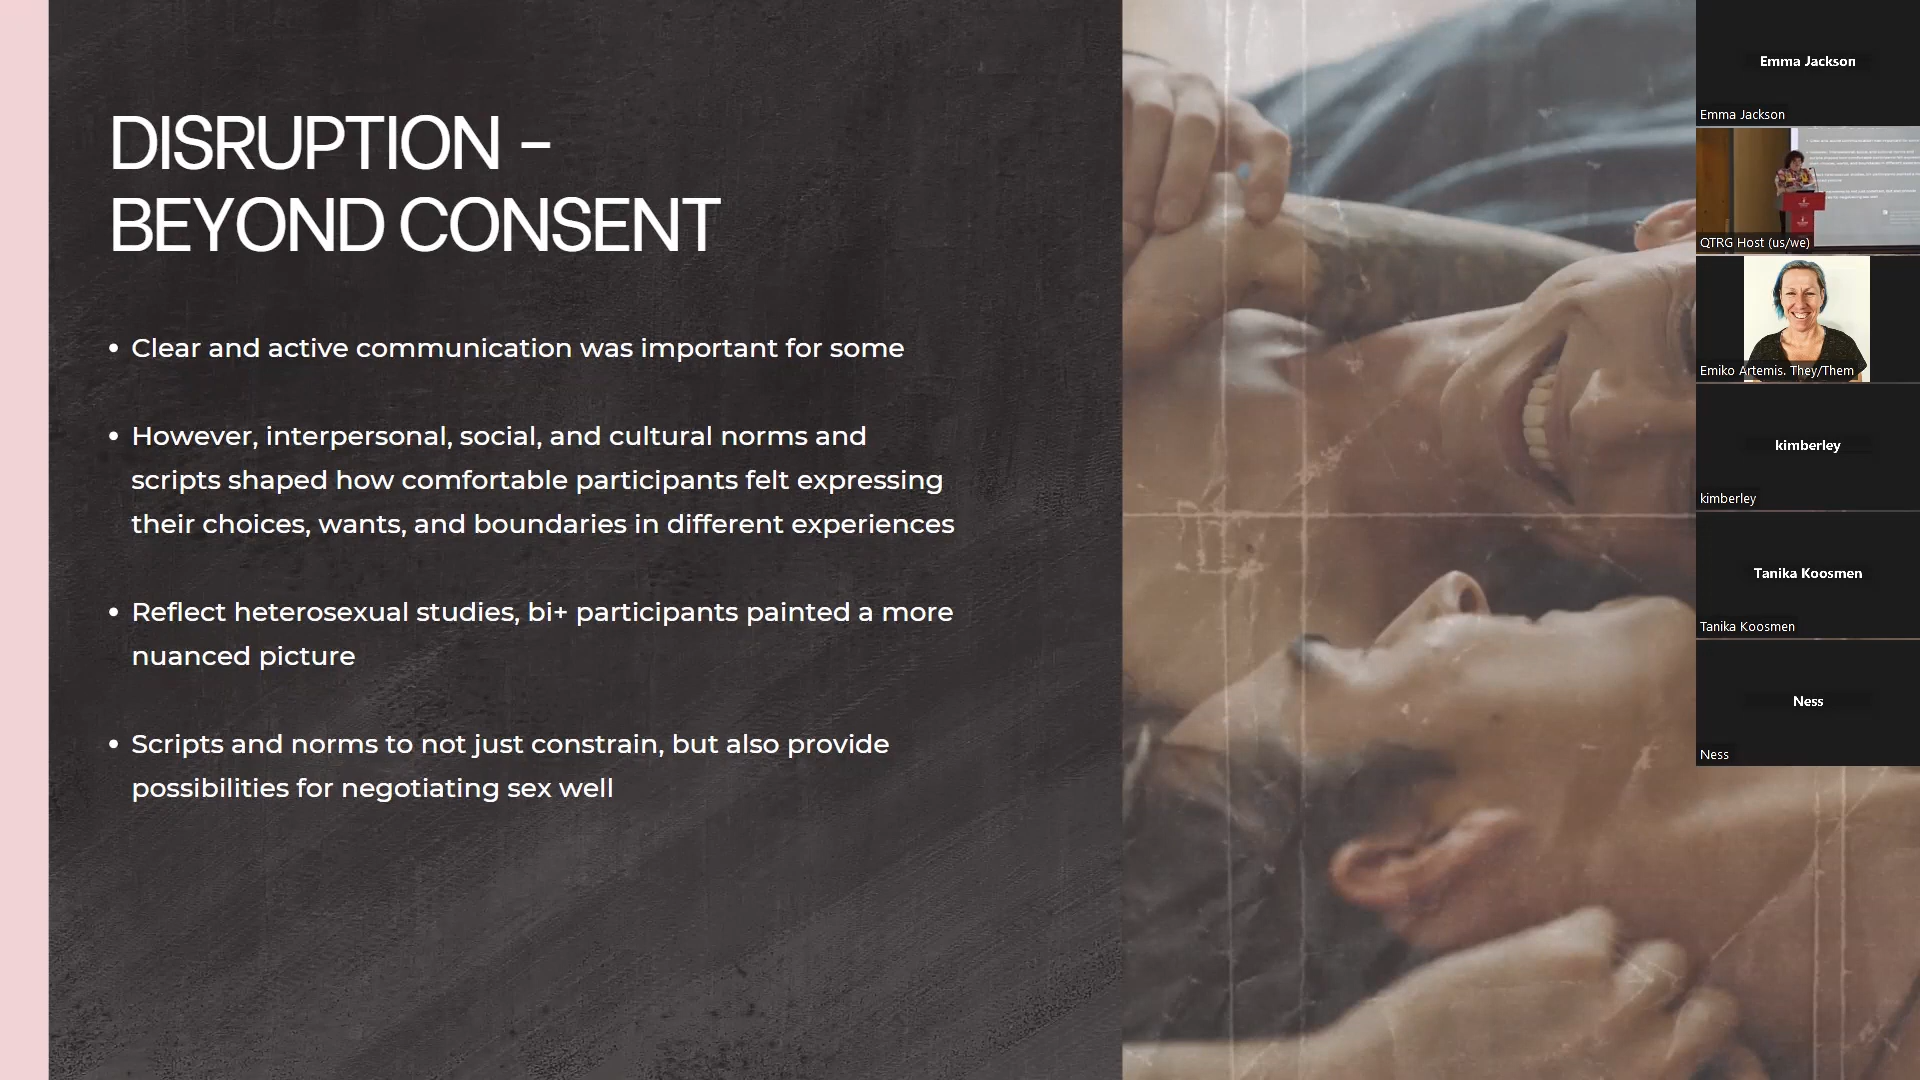 DISRUPTION –
BEYOND CONSENT
• Clear and active communication was important for some
• However, interpersonal, social, and cultural norms and
scripts shaped how comfortable participants felt expressing
their choices, wants, and boundaries in different experiences
• Reflect heterosexual studies, bi+ participants painted a more
nuanced picture
• Scripts and norms to not just constrain, but also provide
possibilities for negotiating sex well
Emma Jackson
Emma Jackson
QTRG Host (us/we)
Emiko Artemis. They/Them
kimberley
kimberley
Tanika Koosmen
Tanika Koosmen
Ness
Ness